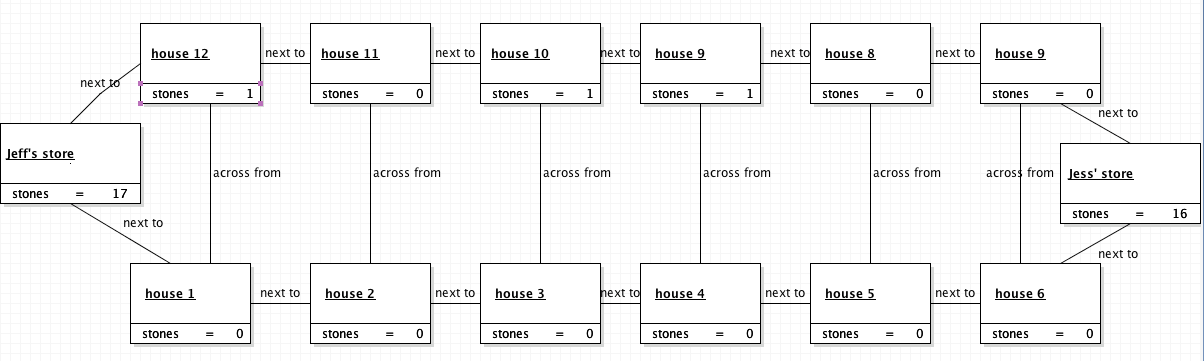 house 12
next to
house 11
next to
house 10
next to
house 9
next to
house 8
next to
house 9
stones = 1
stones = 0
stones = 1
stones = 1
stones = 0
stones = 0
next to
next to
Jeff's store
stones = 17
across from
across from
across from
across from
across from
across from
Jess' store
stones = 16
next to
next to
house 1
next to
house 2
next to
house 3
next to
house 4
next to
house 5
next to
house 6
stones = 0
stones = 0
stones = 0
stones = 0
stones = 0
stones = 0